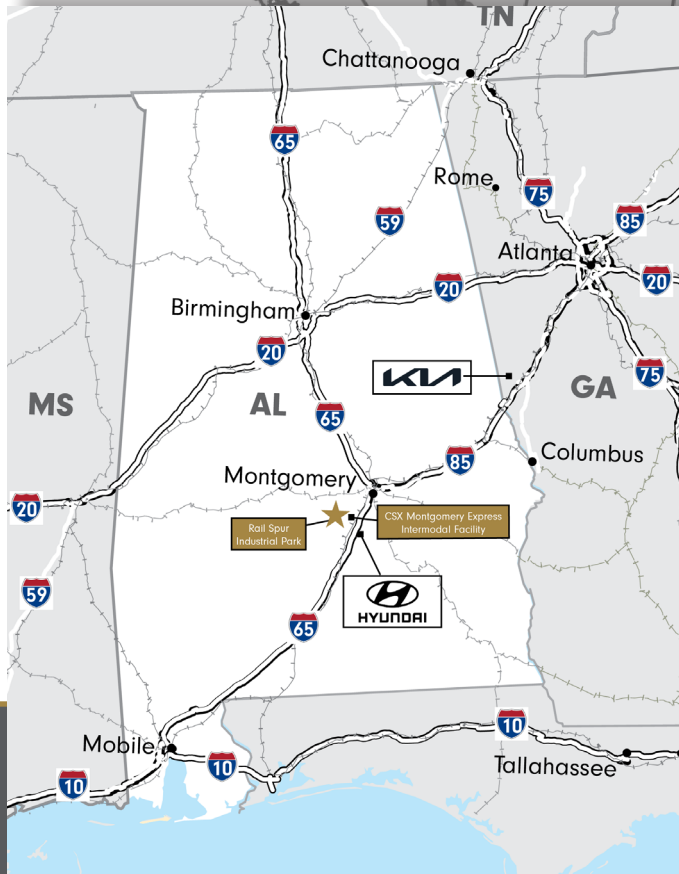 TN
Chattanooga
65
Rome
75
59
85
Atlanta
20
20
Birmingham
20
75
KIA
MS
AL
GA
65
Columbus
85
Montgomery
20
CSX Montgomery Express
Intermodal Facility
Rail Spur
Industrial Park
59
HYUNDAI
65
10
Mobile
10
Tallahassee
10